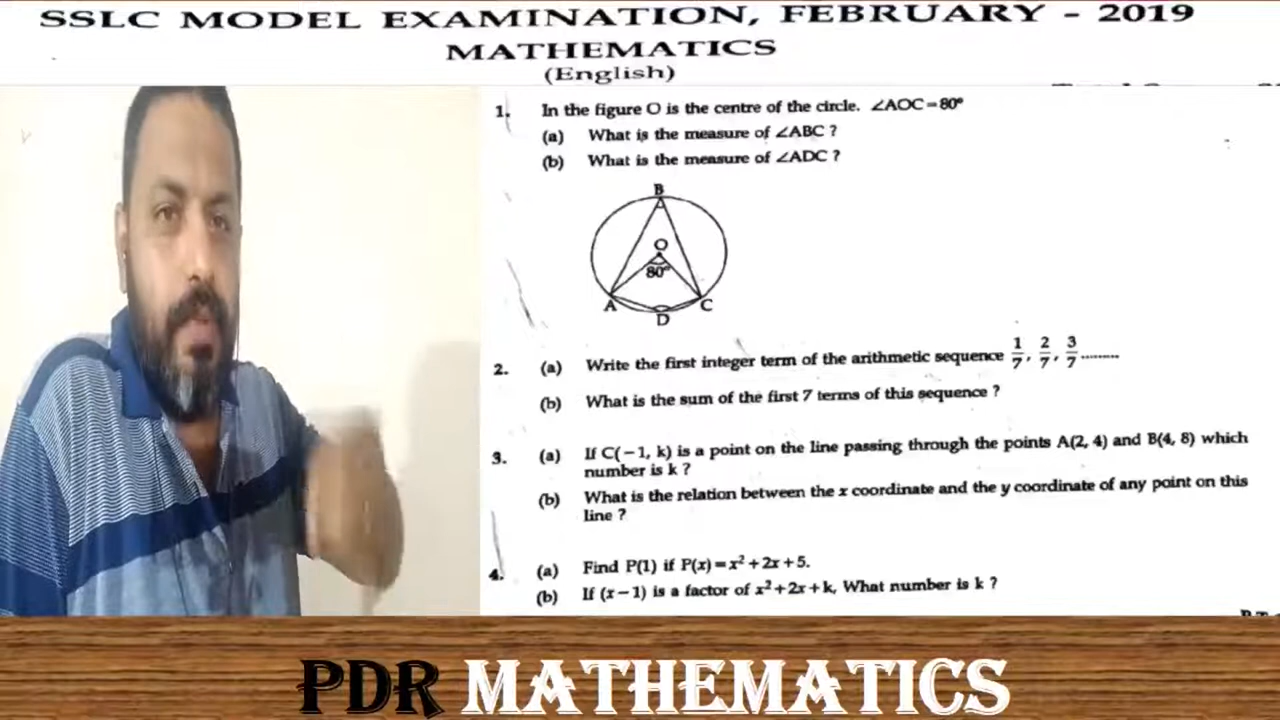 SSLC MODEL EXAMINATION, FEBRUARY - 2019
MATHEMATICS
(English)
1. In the figure O is the centre of the circle. ∠AOC=80°
(a) What is the measure of ∠ABC ?
(b) What is the measure of ∠ADC ?
B
O
80°
A
C
D
2. (a) Write the first integer term of the arithmetic sequence 1/7, 2/7, 3/7.........
(b) What is the sum of the first 7 terms of this sequence ?
3. (a) If C(−1, k) is a point on the line passing through the points A(2, 4) and B(4, 8) which
number is k ?
(b) What is the relation between the x coordinate and the y coordinate of any point on this
line ?
4. (a) Find P(1) if P(x)=x²+2x+5.
(b) If (x−1) is a factor of x²+2x+k, What number is k ?
PDR MATHEMATICS